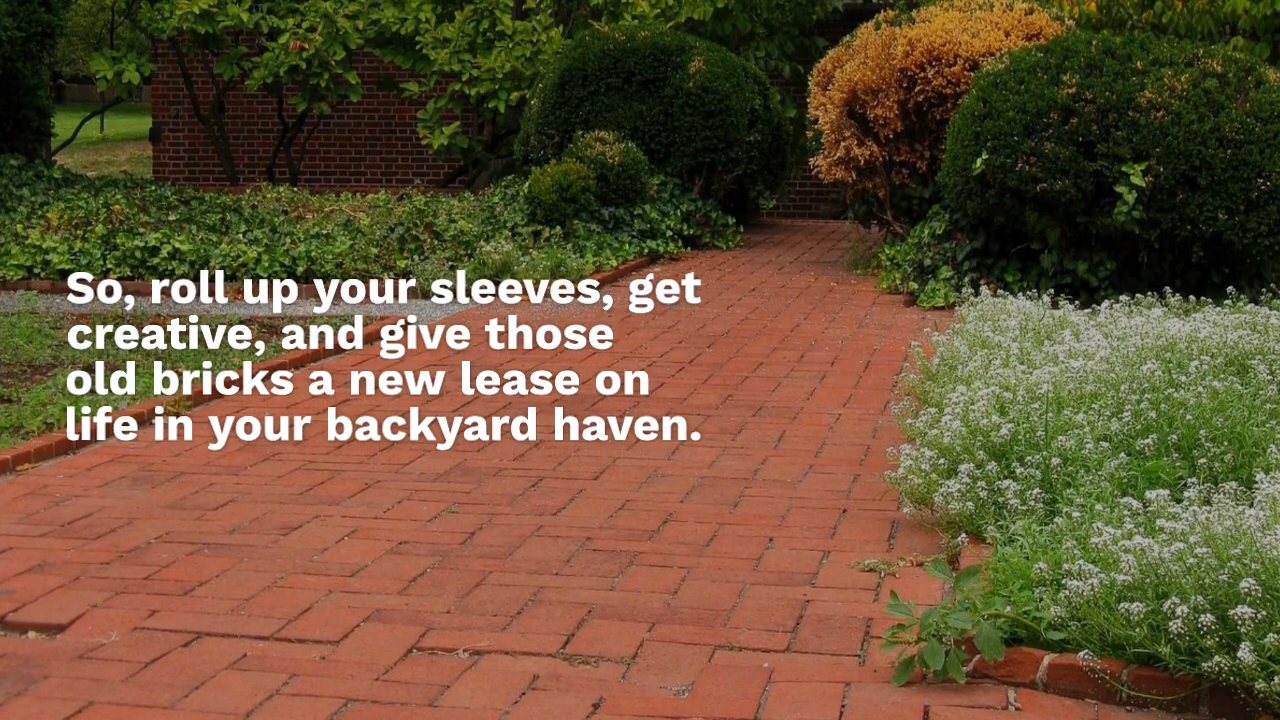 So, roll up your sleeves, get
creative, and give those
old bricks a new lease on
life in your backyard haven.